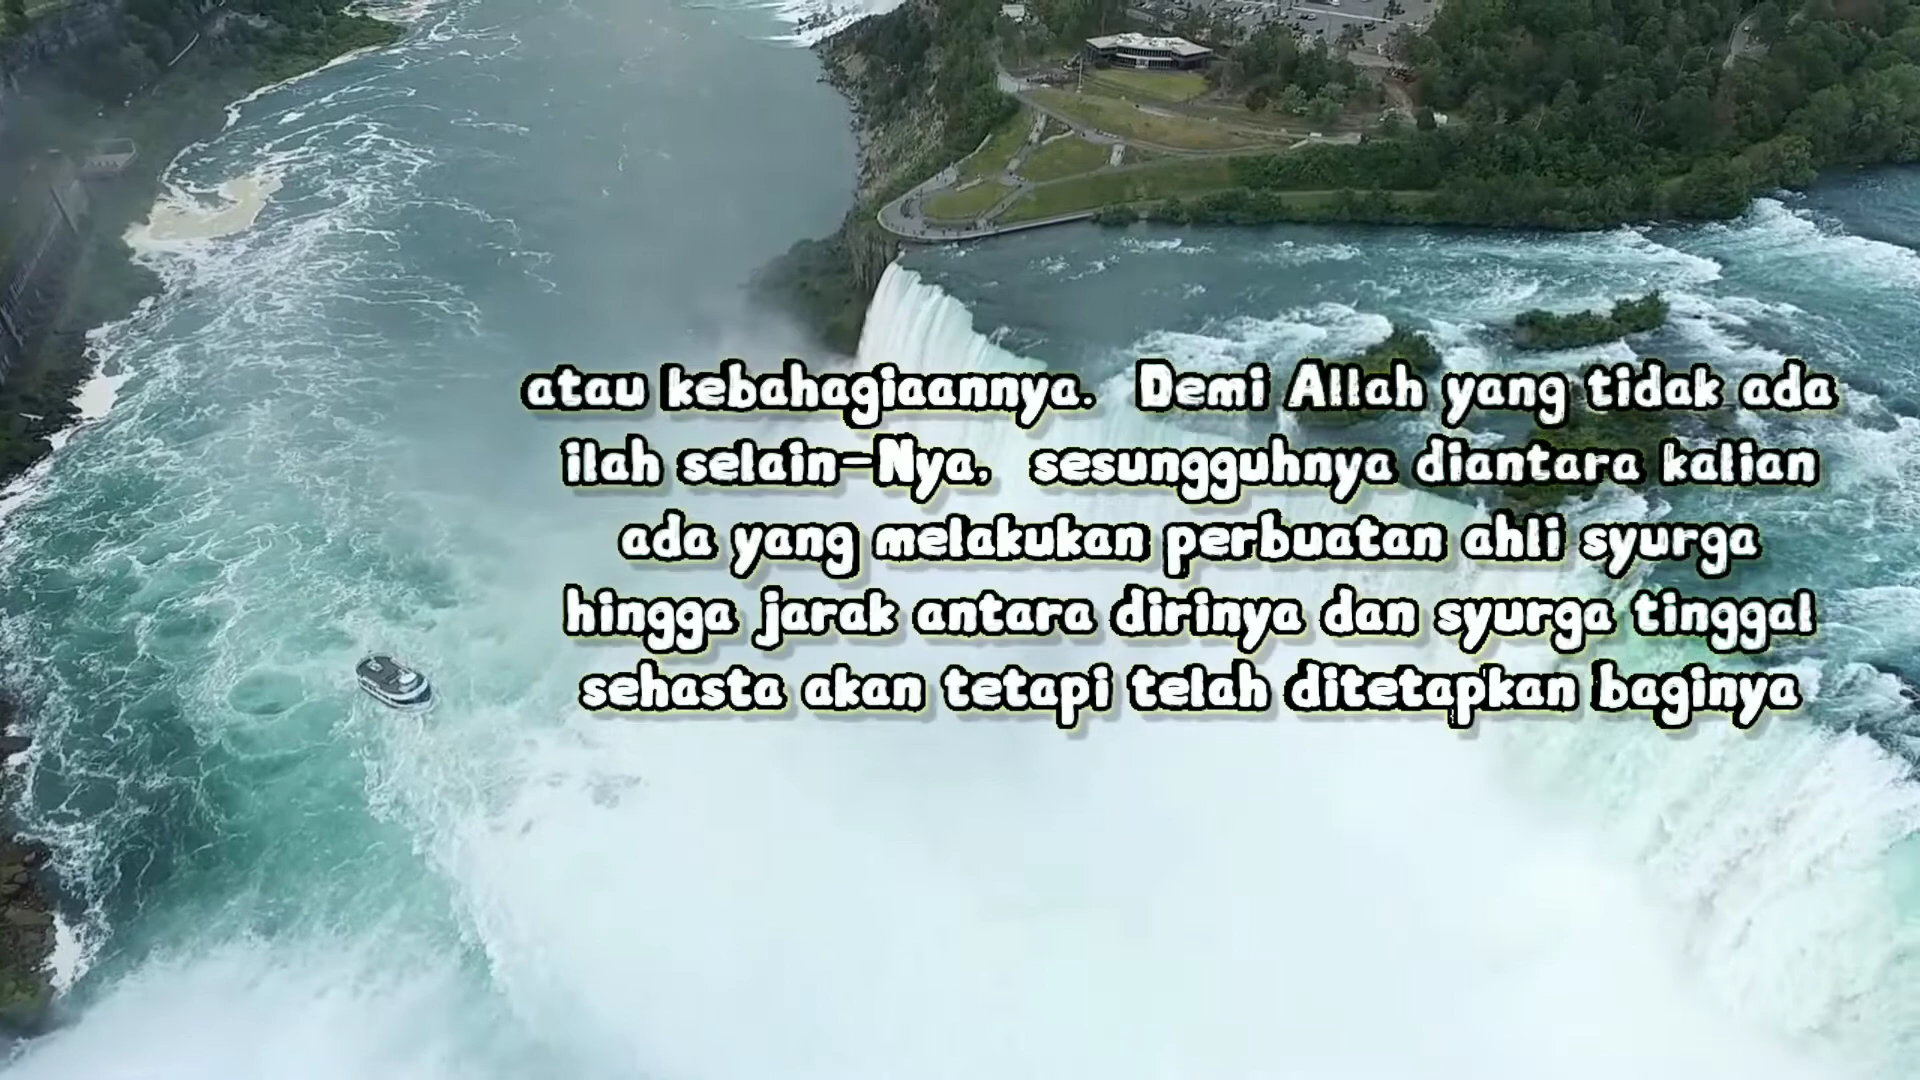 atau kebahagiaannya. Demi Allah yang tidak ada
ilah selain-Nya, sesungguhnya diantara kalian
ada yang melakukan perbuatan ahli syurga
hingga jarak antara dirinya dan syurga tinggal
sehasta akan tetapi telah ditetapkan baginya